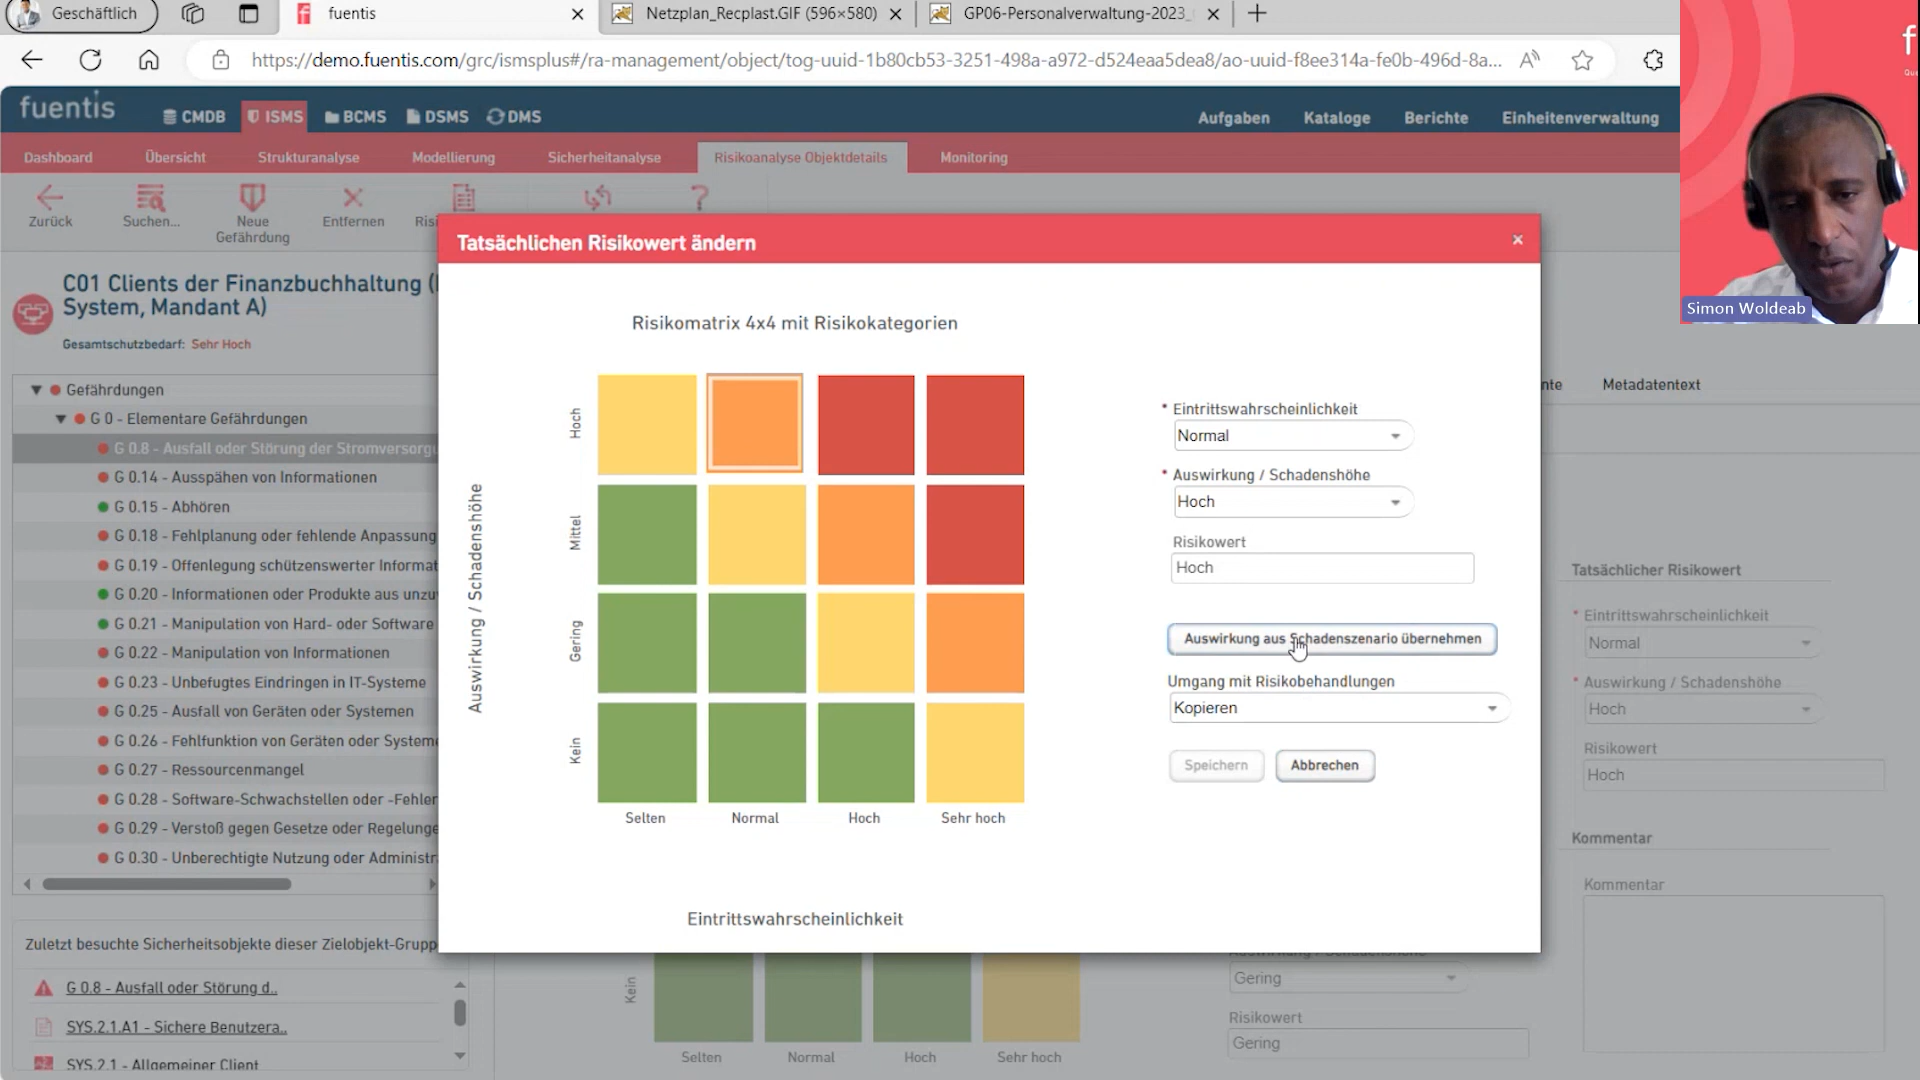 Geschäftlich
fuentis
Netzplan_Recplast.GIF (596×580)
GP06-Personalverwaltung-2023_
https://demo.fuentis.com/grc/ismsplus#/ra-management/object/tog-uuid-1b80cb53-3251-498a-a972-d524eaa5dea8/ao-uuid-f8ee314a-fe0b-496d-8a...
fuentis
CMDB
ISMS
BCMS
DSMS
DMS
Aufgaben
Kataloge
Berichte
Einheitenverwaltung
Dashboard
Übersicht
Strukturanalyse
Modellierung
Sicherheitanalyse
Risikoanalyse Objektdetails
Monitoring
Zurück
Suchen...
Neue
Gefährdung
Entfernen
Simon Woldeab
C01 Clients der Finanzbuchhaltung (
System, Mandant A)
Gesamtschutzbedarf: Sehr Hoch
Gefährdungen
G 0 - Elementare Gefährdungen
G 0.8 - Ausfall oder Störung der Stromversorgu
G 0.14 - Ausspähen von Informationen
G 0.15 - Abhören
G 0.18 - Fehlplanung oder fehlende Anpassung
G 0.19 - Offenlegung schützenswerter Informat
G 0.20 - Informationen oder Produkte aus unzu
G 0.21 - Manipulation von Hard- oder Software
G 0.22 - Manipulation von Informationen
G 0.23 - Unbefugtes Eindringen in IT-Systeme
G 0.25 - Ausfall von Geräten oder Systemen
G 0.26 - Fehlfunktion von Geräten oder Systeme
G 0.27 - Ressourcenmangel
G 0.28 - Software-Schwachstellen oder -Fehler
G 0.29 - Verstoß gegen Gesetze oder Regelunge
G 0.30 - Unberechtigte Nutzung oder Administr
Zuletzt besuchte Sicherheitsobjekte dieser Zielobjekt-Grupp
G 0.8 - Ausfall oder Störung d..
SYS.2.1.A1 - Sichere Benutzera..
SYS.2.1 - Allgemeiner Client
Tatsächlichen Risikowert ändern
×
Risikomatrix 4x4 mit Risikokategorien
Auswirkung / Schadenshöhe
Hoch
Mittel
Gering
Kein
Selten
Normal
Hoch
Sehr hoch
Eintrittswahrscheinlichkeit
* Eintrittswahrscheinlichkeit
Normal
* Auswirkung / Schadenshöhe
Hoch
Risikowert
Hoch
Auswirkung aus Schadenszenario übernehmen
Umgang mit Risikobehandlungen
Kopieren
Speichern
Abbrechen
nte
Metadatentext
Tatsächlicher Risikowert
* Eintrittswahrscheinlichkeit
Normal
* Auswirkung / Schadenshöhe
Hoch
Risikowert
Hoch
Kommentar
Kommentar
Kein
Selten
Normal
Hoch
Sehr hoch
Gering
Risikowert
Gering